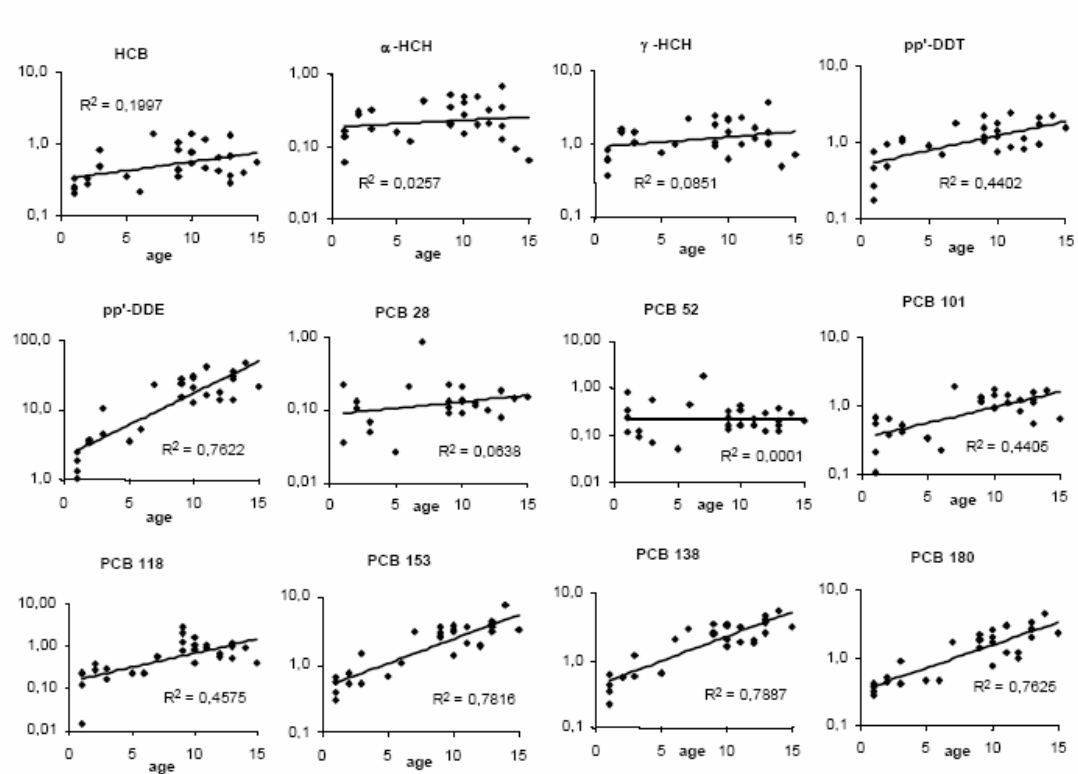 HCB
10,0
1,0
0,1
R² = 0,1997
0 5 10 15
age
α-HCH
1,00
0,10
0,01
R² = 0,0257
0 5 10 15
age
γ -HCH
10,0
1,0
0,1
R² = 0,0851
0 5 10 15
age
pp'-DDT
10,0
1,0
0,1
R² = 0,4402
0 5 10 15
age
pp'-DDE
100,0
10,0
1,0
R² = 0,7622
0 5 10 15
age
PCB 28
1,00
0,10
0,01
R² = 0,0638
0 5 10 15
age
PCB 52
10,00
1,00
0,10
0,01
R² = 0,0001
0 5 10 15
age
PCB 101
10,0
1,0
0,1
R² = 0,4405
0 5 10 15
age
PCB 118
10,00
1,00
0,10
0,01
R² = 0,4575
0 5 10 15
age
PCB 153
10,0
1,0
0,1
R² = 0,7816
0 5 10 15
age
PCB 138
10,0
1,0
0,1
R² = 0,7887
0 5 10 15
age
PCB 180
10,0
1,0
0,1
R² = 0,7625
0 5 10 15
age